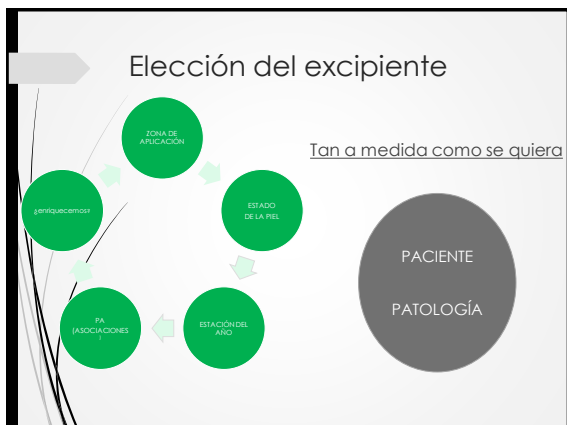 Elección del excipiente
ZONA DE
APLICACIÓN
Tan a medida como se quiera
ESTADO
DE LA PIEL
¿enriquecemos?
PACIENTE
PATOLOGÍA
PA
(ASOCIACIONES
)
ESTACIÓN DEL
AÑO